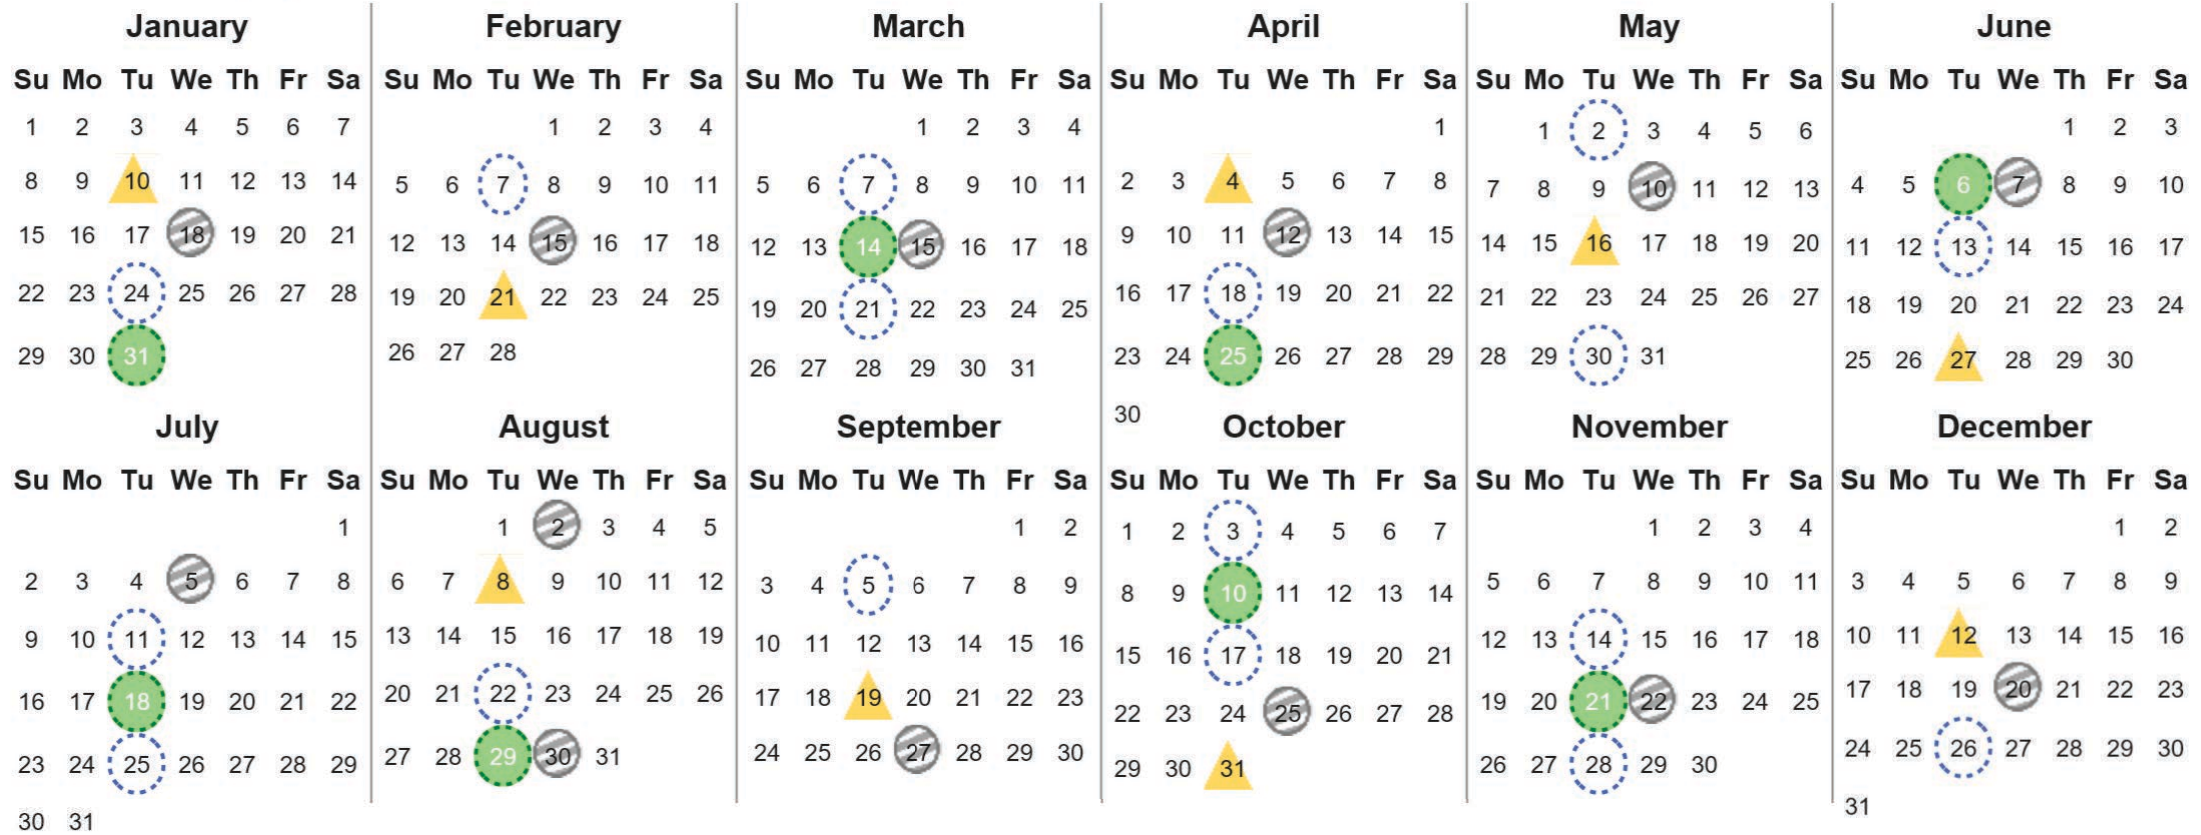 January February March April May June
Su Mo Tu We Th Fr Sa Su Mo Tu We Th Fr Sa Su Mo Tu We Th Fr Sa Su Mo Tu We Th Fr Sa Su Mo Tu We Th Fr Sa Su Mo Tu We Th Fr Sa
1 2 3 4 5 6 7 1 2 3 4 1 2 3 4 1 1 2 3 4 5 6 1 2 3
8 9 10 11 12 13 14 5 6 7 8 9 10 11 5 6 7 8 9 10 11 2 3 4 5 6 7 8 7 8 9 10 11 12 13 4 5 6 7 8 9 10
15 16 17 18 19 20 21 12 13 14 15 16 17 18 12 13 14 15 16 17 18 9 10 11 12 13 14 15 14 15 16 17 18 19 20 11 12 13 14 15 16 17
22 23 24 25 26 27 28 19 20 21 22 23 24 25 19 20 21 22 23 24 25 16 17 18 19 20 21 22 21 22 23 24 25 26 27 18 19 20 21 22 23 24
29 30 31 26 27 28 26 27 28 29 30 31 23 24 25 26 27 28 29 28 29 30 31 25 26 27 28 29 30
30
July August September October November December
Su Mo Tu We Th Fr Sa Su Mo Tu We Th Fr Sa Su Mo Tu We Th Fr Sa Su Mo Tu We Th Fr Sa Su Mo Tu We Th Fr Sa Su Mo Tu We Th Fr Sa
1 1 2 3 4 5 1 2 1 2 3 4 5 6 7 1 2 3 4 1 2
2 3 4 5 6 7 8 6 7 8 9 10 11 12 3 4 5 6 7 8 9 8 9 10 11 12 13 14 5 6 7 8 9 10 11 3 4 5 6 7 8 9
9 10 11 12 13 14 15 13 14 15 16 17 18 19 10 11 12 13 14 15 16 15 16 17 18 19 20 21 12 13 14 15 16 17 18 10 11 12 13 14 15 16
16 17 18 19 20 21 22 20 21 22 23 24 25 26 17 18 19 20 21 22 23 22 23 24 25 26 27 28 19 20 21 22 23 24 25 17 18 19 20 21 22 23
23 24 25 26 27 28 29 27 28 29 30 31 24 25 26 27 28 29 30 29 30 31 26 27 28 29 30 24 25 26 27 28 29 30
30 31 31